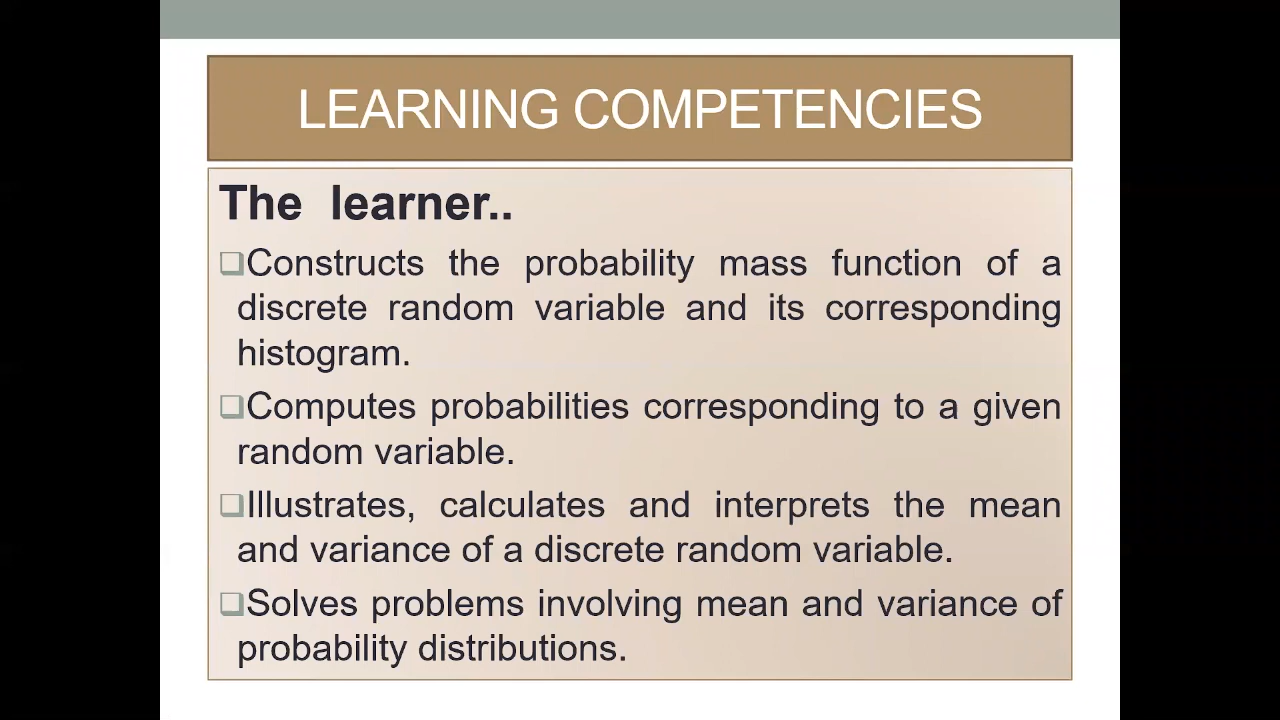 LEARNING COMPETENCIES
The learner..
Constructs the probability mass function of a
discrete random variable and its corresponding
histogram.
Computes probabilities corresponding to a given
random variable.
Illustrates, calculates and interprets the mean
and variance of a discrete random variable.
Solves problems involving mean and variance of
probability distributions.